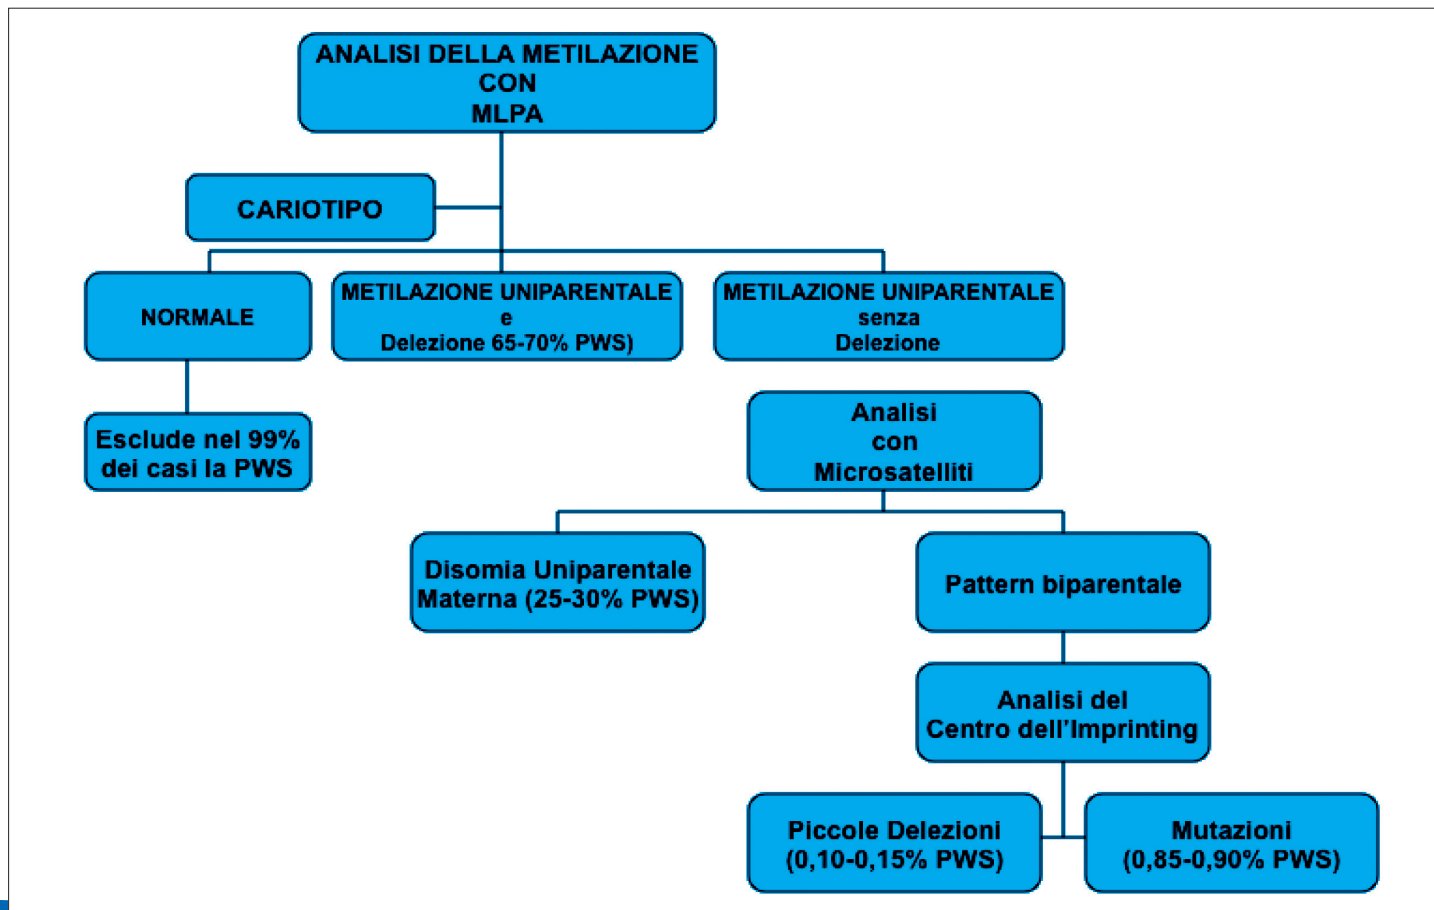 ANALISI DELLA METILAZIONE
CON
MLPA
CARIOTIPO
NORMALE
METILAZIONE UNIPARENTALE
e
Delezione 65-70% PWS)
METILAZIONE UNIPARENTALE
senza
Delezione
Esclude nel 99%
dei casi la PWS
Analisi
con
Microsatelliti
Disomia Uniparentale
Materna (25-30% PWS)
Pattern biparentale
Analisi del
Centro dell'Imprinting
Piccole Delezioni
(0,10-0,15% PWS)
Mutazioni
(0,85-0,90% PWS)